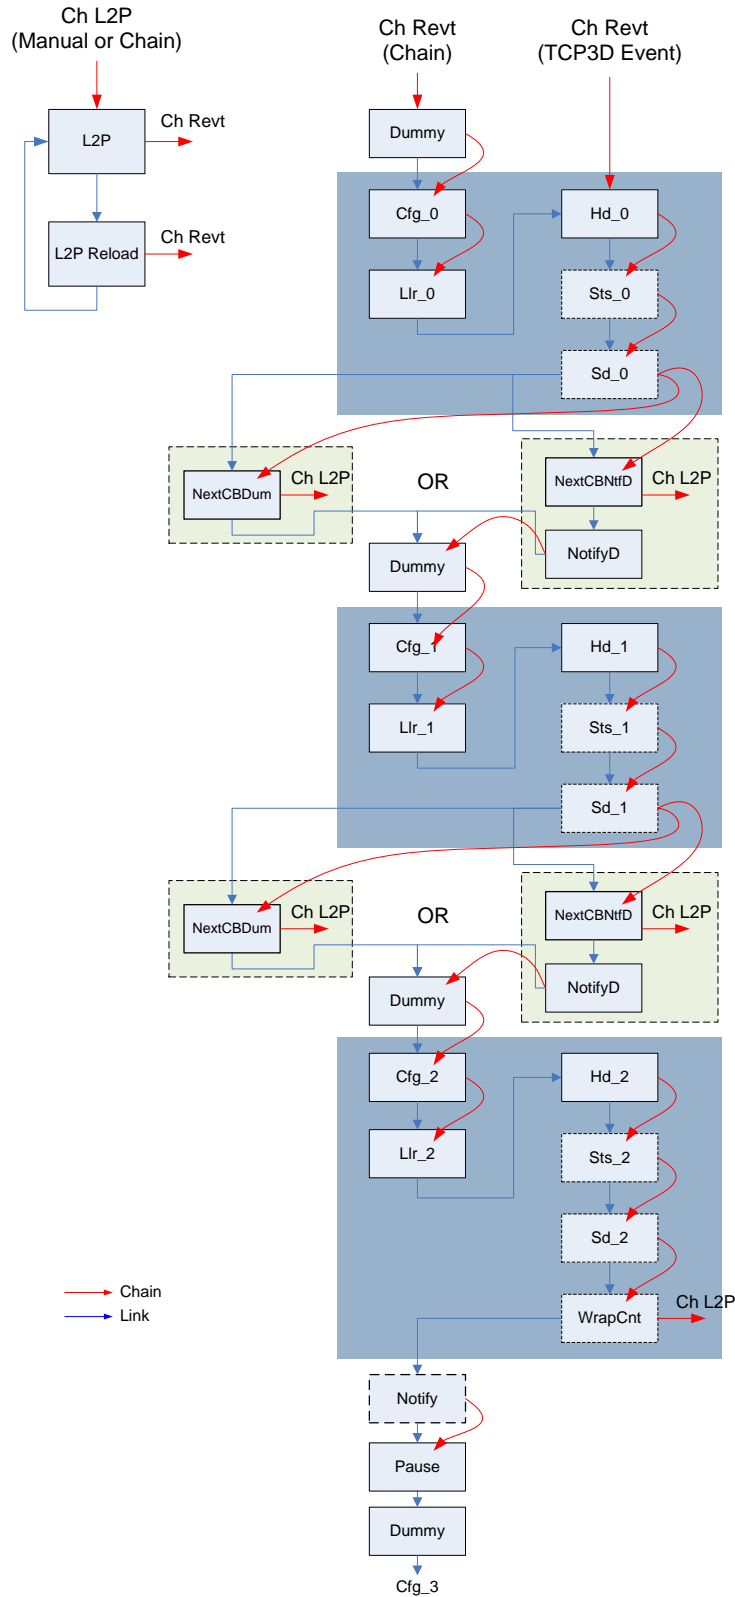 Ch L2P
(Manual or Chain)
Ch Revt
(Chain)
Ch Revt
(TCP3D Event)
L2P
Ch Revt
Dummy
L2P Reload
Ch Revt
Cfg_0
Hd_0
Llr_0
Sts_0
Sd_0
NextCBDum
Ch L2P
OR
NextCBNtfD
Ch L2P
Dummy
NotifyD
Cfg_1
Hd_1
Llr_1
Sts_1
Sd_1
NextCBDum
Ch L2P
OR
NextCBNtfD
Ch L2P
Dummy
NotifyD
Cfg_2
Hd_2
Llr_2
Sts_2
Sd_2
Chain
Link
WrapCnt
Ch L2P
Notify
Pause
Dummy
Cfg_3